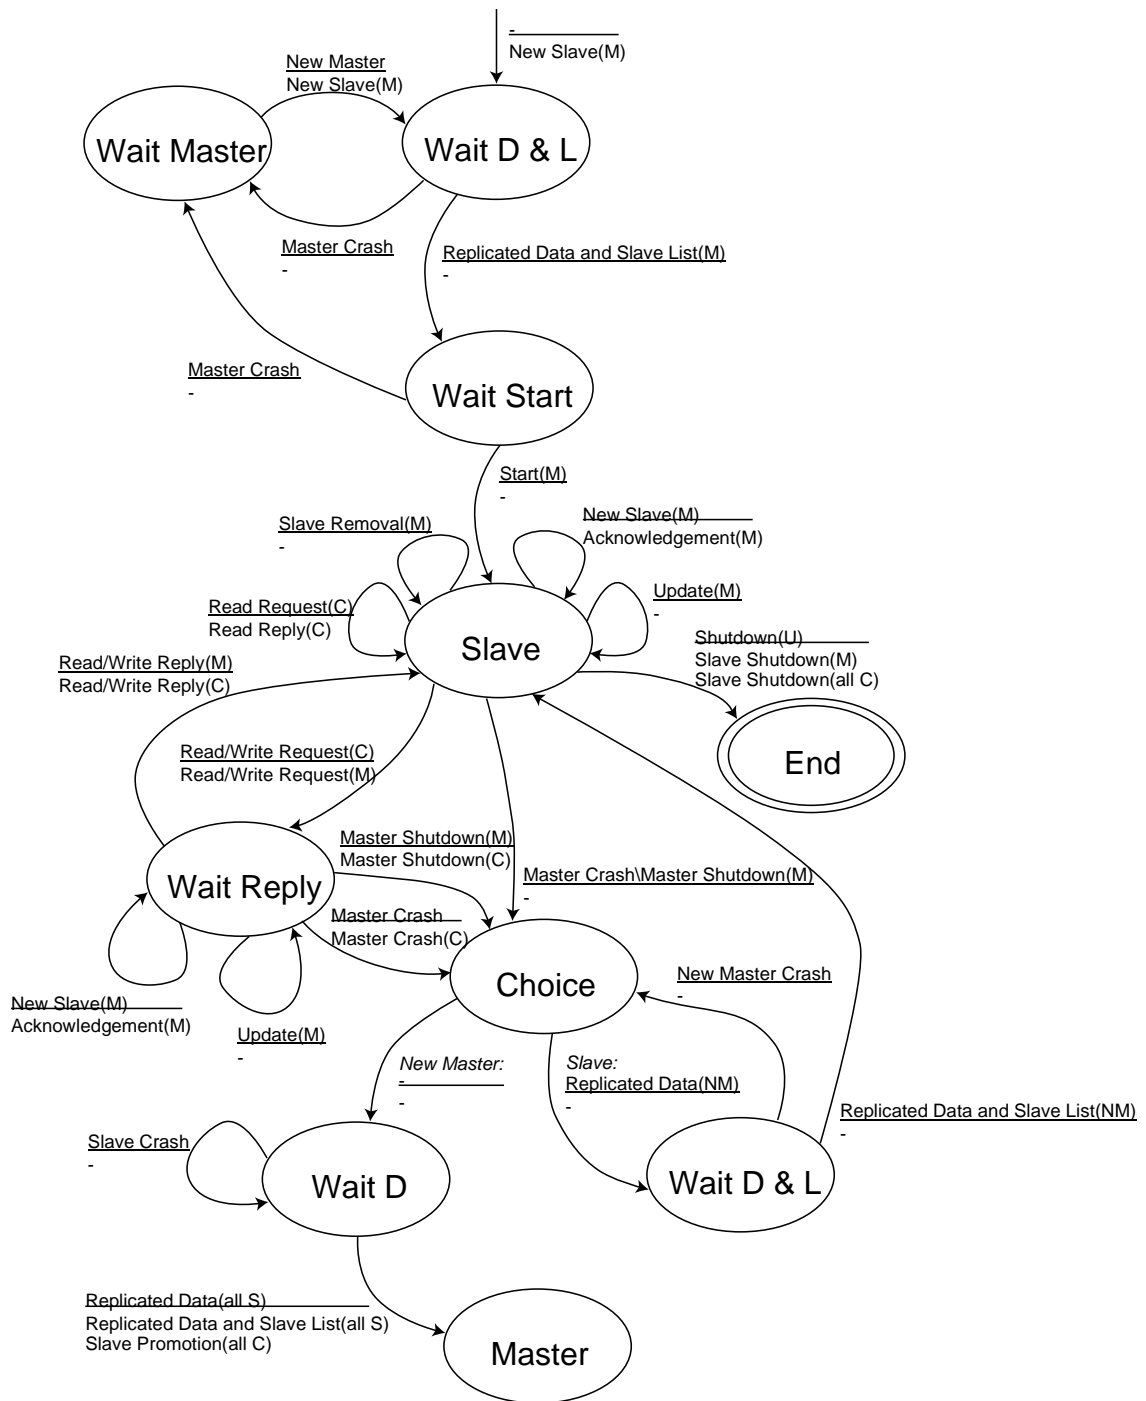 -
New Slave(M)
New Master
New Slave(M)
Wait Master
Wait D & L
Master Crash
-
Replicated Data and Slave List(M)
-
Master Crash
-
Wait Start
Start(M)
-
Slave Removal(M)
-
New Slave(M)
Acknowledgement(M)
Read Request(C)
Read Reply(C)
Update(M)
-
Slave
Shutdown(U)
Slave Shutdown(M)
Slave Shutdown(all C)
Read/Write Reply(M)
Read/Write Reply(C)
End
Read/Write Request(C)
Read/Write Request(M)
Master Shutdown(M)
Master Shutdown(C)
Master Crash\Master Shutdown(M)
-
Wait Reply
Master Crash
Master Crash(C)
Choice
New Master Crash
-
New Slave(M)
Acknowledgement(M)
Update(M)
-
New Master:
-
-
Slave:
Replicated Data(NM)
-
Replicated Data and Slave List(NM)
-
Slave Crash
-
Wait D
Wait D & L
Replicated Data(all S)
Replicated Data and Slave List(all S)
Slave Promotion(all C)
Master